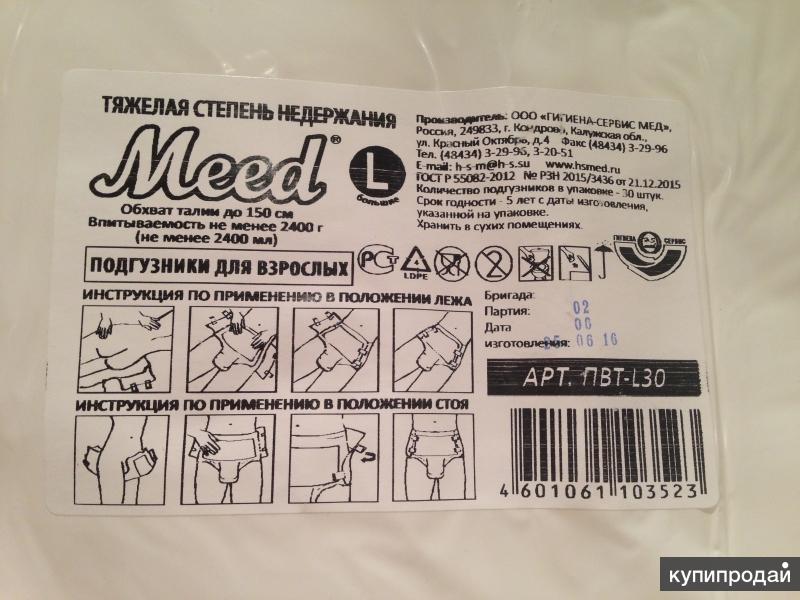 ТЯЖЕЛАЯ СТЕПЕНЬ НЕДЕРЖАНИЯ
Meed®
L
большие
Обхват талии до 150 см
Впитываемость не менее 2400 г
(не менее 2400 мл)
ПОДГУЗНИКИ ДЛЯ ВЗРОСЛЫХ
Производитель: ООО «ГИГИЕНА-СЕРВИС МЕД»,
Россия, 249833, г. Кондрово, Калужская обл.,
ул. Красный Октябрь, д.4 Факс (48434) 3-29-96
Тел. (48434) 3-29-95, 3-20-51
E-mail: h-s-m@h-s.su www.hsmed.ru
ГОСТ Р 55082-2012 № РЗН 2015/3436 от 21.12.2015
Количество подгузников в упаковке - 30 штук.
Срок годности - 5 лет с даты изготовления,
указанной на упаковке.
Хранить в сухих помещениях.
РСТ
LDPE
2
ГИГИЕНА СЕРВИС
ИНСТРУКЦИЯ ПО ПРИМЕНЕНИЮ В ПОЛОЖЕНИИ ЛЕЖА
Бригада:
Партия: 02
Дата 00
изготовления: 06 16
АРТ. ПВТ-L30
ИНСТРУКЦИЯ ПО ПРИМЕНЕНИЮ В ПОЛОЖЕНИИ СТОЯ
4 601061 103523
купипродай